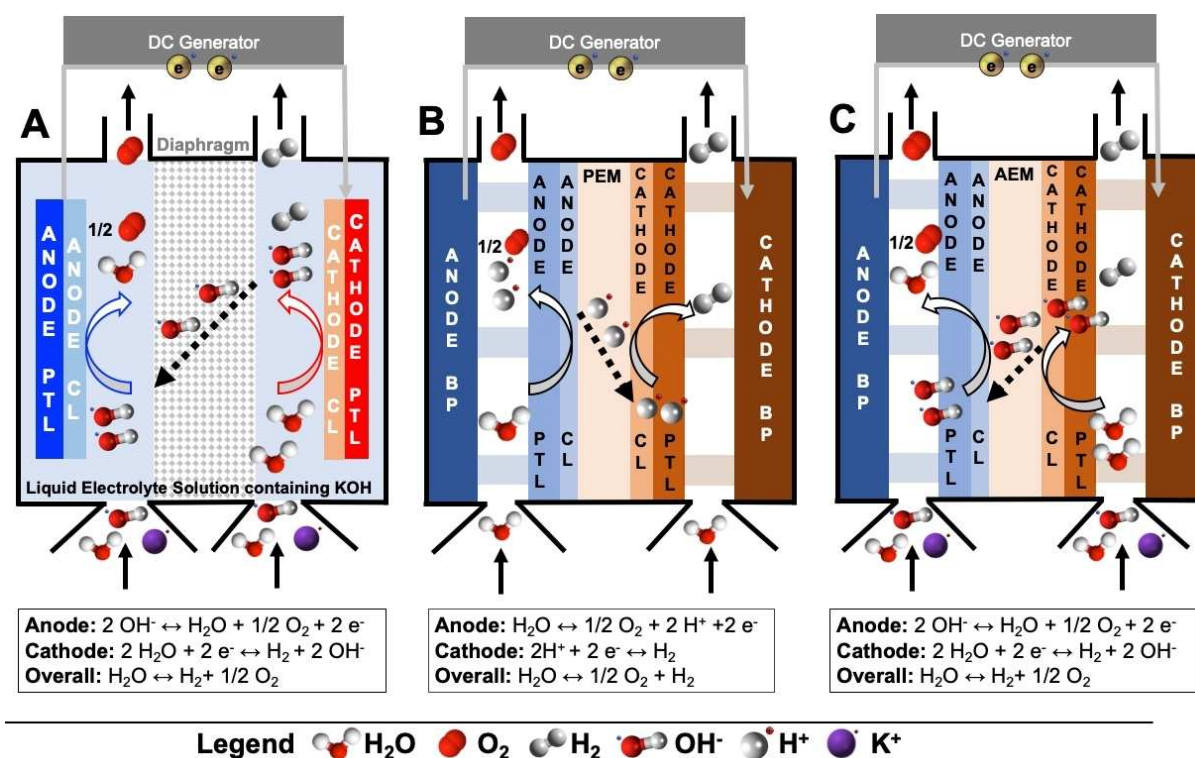 DC Generator
e e
A
Diaphragm
1/2
ANODE PTL
ANODE CL
CATHODE CL
CATHODE PTL
Liquid Electrolyte Solution containing KOH
Anode: 2 OH⁻ ↔ H₂O + 1/2 O₂ + 2 e⁻
Cathode: 2 H₂O + 2 e⁻ ↔ H₂ + 2 OH⁻
Overall: H₂O ↔ H₂+ 1/2 O₂
DC Generator
e e
B
PEM
1/2
ANODE BP
ANODE PTL
ANODE CL
CATHODE CL
CATHODE PTL
CATHODE BP
Anode: H₂O ↔ 1/2 O₂ + 2 H⁺ +2 e⁻
Cathode: 2H⁺ + 2 e⁻ ↔ H₂
Overall: H₂O ↔ 1/2 O₂ + H₂
DC Generator
e e
C
AEM
1/2
ANODE BP
ANODE PTL
ANODE CL
CATHODE CL
CATHODE PTL
CATHODE BP
Anode: 2 OH⁻ ↔ H₂O + 1/2 O₂ + 2 e⁻
Cathode: 2 H₂O + 2 e⁻ ↔ H₂ + 2 OH⁻
Overall: H₂O ↔ H₂+ 1/2 O₂
Legend H₂O O₂ H₂ OH⁻ H⁺ K⁺